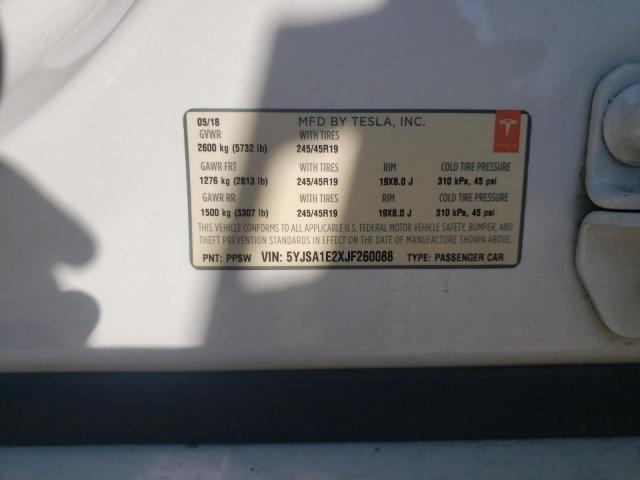 05/18 MFD BY TESLA, INC.
GVWR WITH TIRES
2600 kg (5732 lb) 245/45R19
GAWR FRT WITH TIRES RIM COLD TIRE PRESSURE
1276 kg (2813 lb) 245/45R19 19X8.0 J 310 kPa, 45 psi
GAWR RR WITH TIRES RIM COLD TIRE PRESSURE
1500 kg (3307 lb) 245/45R19 19X8.0 J 310 kPa, 45 psi
THIS VEHICLE CONFORMS TO ALL APPLICABLE U.S. FEDERAL MOTOR VEHICLE SAFETY, BUMPER, AND
THEFT PREVENTION STANDARDS IN EFFECT ON THE DATE OF MANUFACTURE SHOWN ABOVE.
PNT: PPSW VIN: 5YJSA1E2XJF260088 TYPE: PASSENGER CAR
TESLA